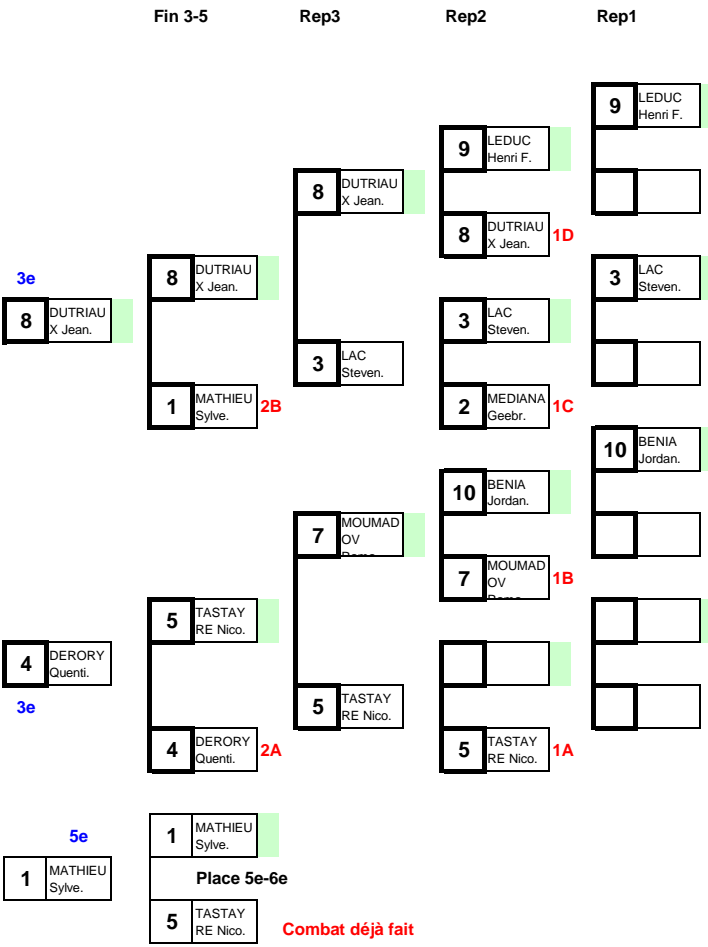 Fin 3-5 Rep3 Rep2 Rep1
9 LEDUC
Henri F.
9 LEDUC
Henri F.
8 DUTRIAU
X Jean.
8 DUTRIAU
X Jean. 1D
3e
8 DUTRIAU
X Jean.
8 DUTRIAU
X Jean.
3 LAC
Steven.
3 LAC
Steven.
3 LAC
Steven.
1 MATHIEU
Sylve. 2B
2 MEDIANA
Geebr. 1C
10 BENIA
Jordan.
10 BENIA
Jordan.
7 MOUMAD
OV
7 MOUMAD
OV
1B
5 TASTAY
RE Nico.
4 DERORY
Quenti.
3e
5 TASTAY
RE Nico.
4 DERORY
Quenti. 2A
5 TASTAY
RE Nico. 1A
5e
1 MATHIEU
Sylve.
1 MATHIEU
Sylve.
Place 5e-6e
5 TASTAY
RE Nico.
Combat déjà fait